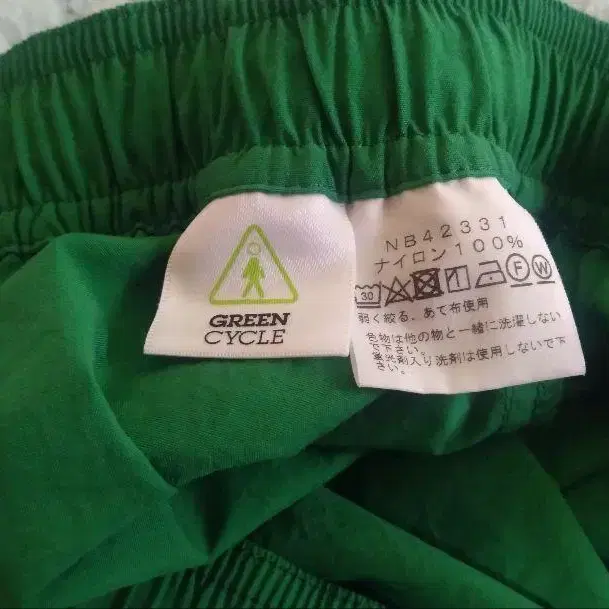 GREEN
CYCLE
NB42331
ナイロン100%
30
F
W
弱く絞る、あて布使用
色物は他の物と一緒に洗濯しない
で下さい。
蛍光剤入り洗剤は使用しないで下
さい。